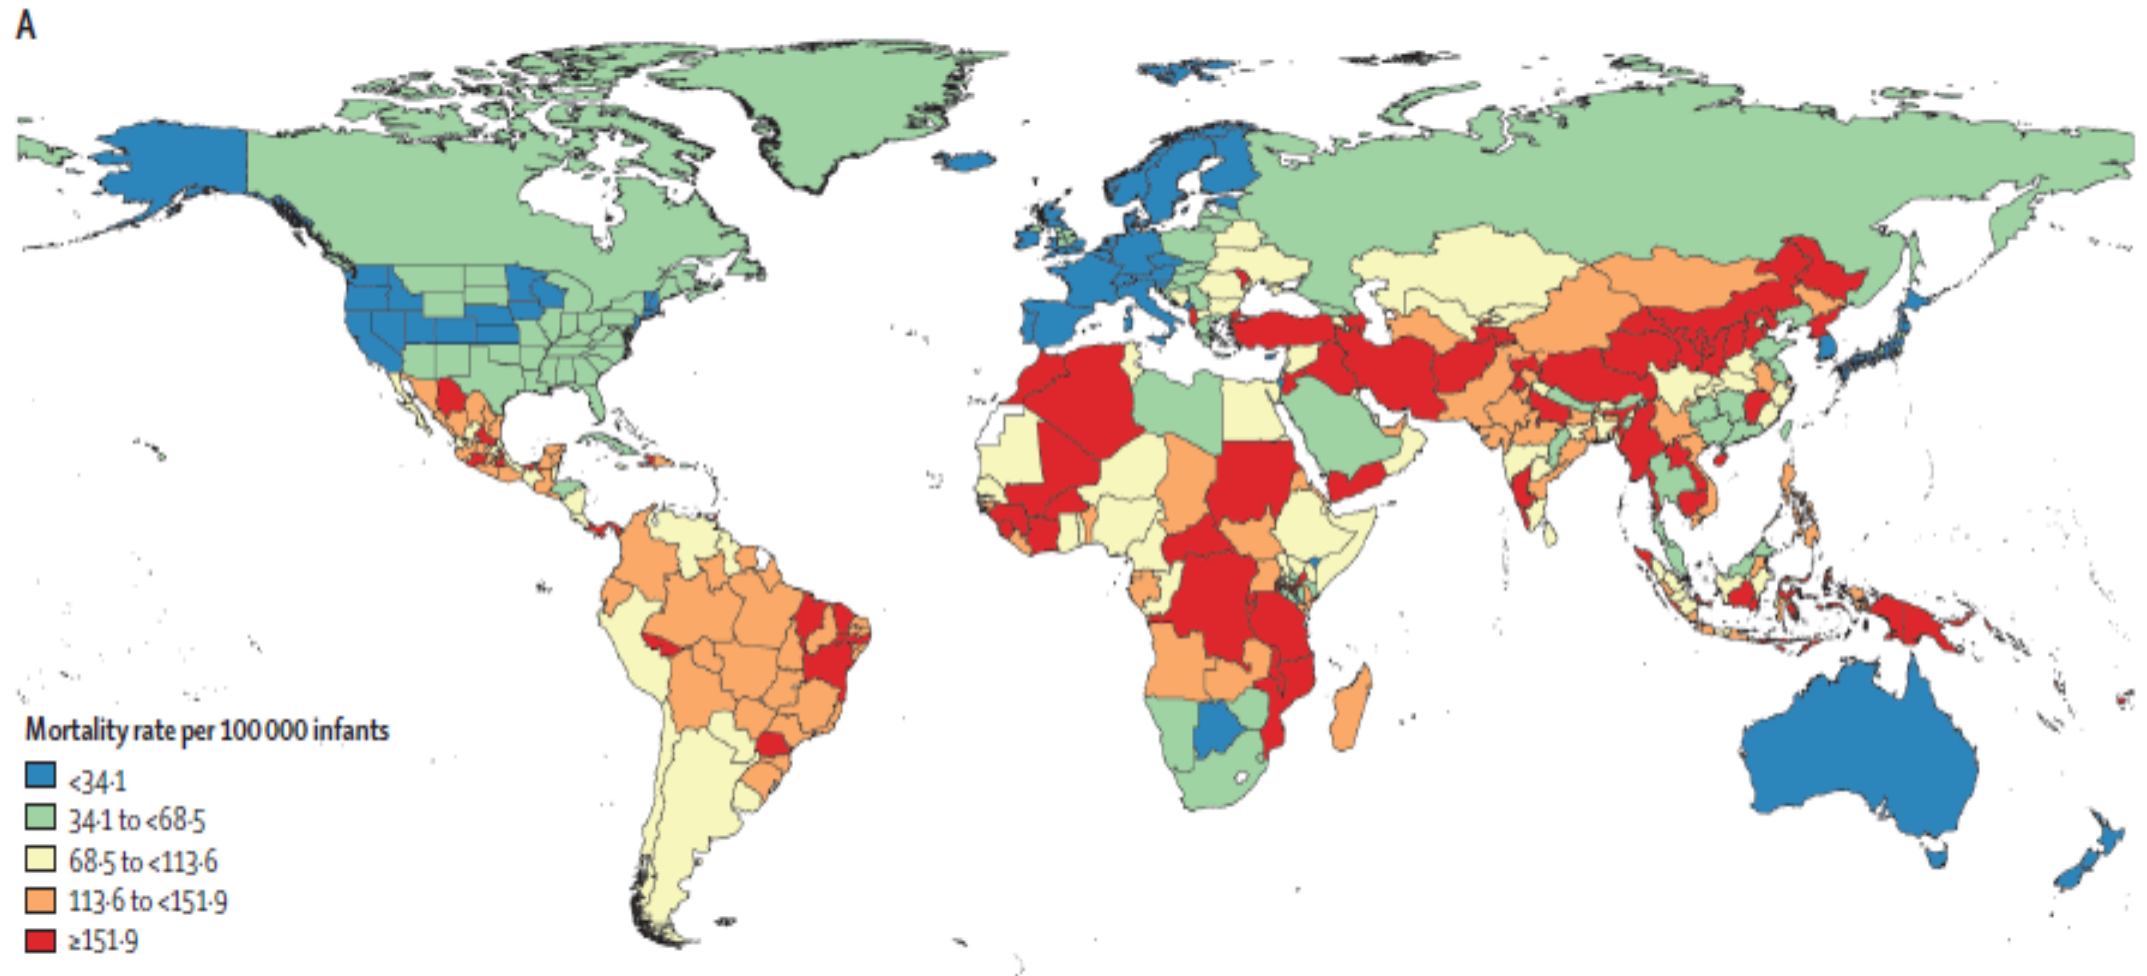 A
Mortality rate per 100 000 infants
<34·1
34·1 to <68·5
68·5 to <113·6
113·6 to <151·9
≥151·9